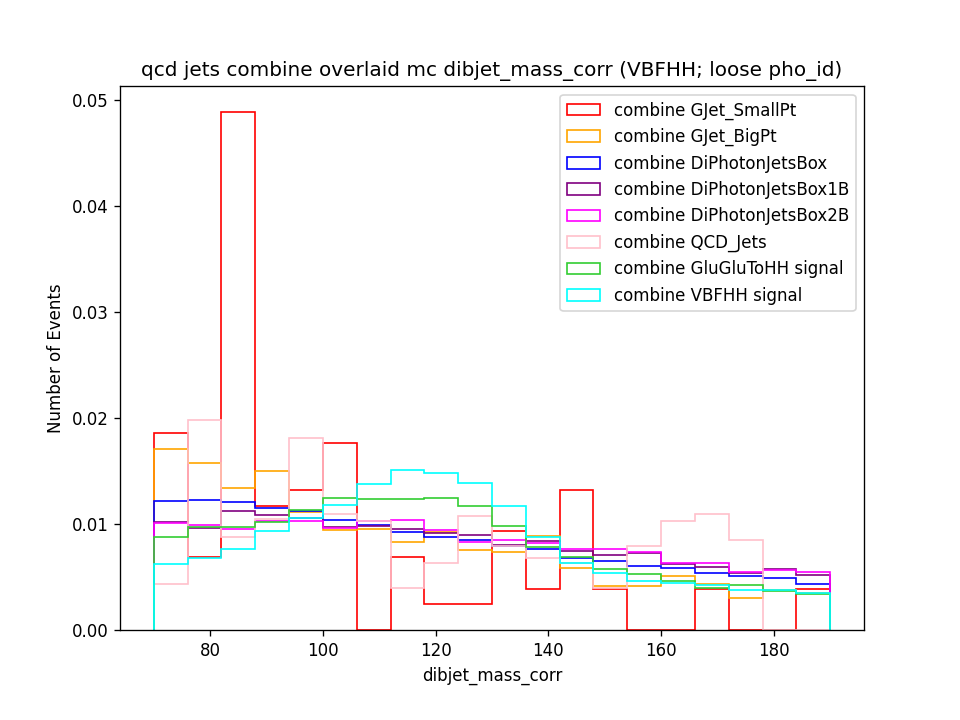 qcd jets combine overlaid mc dibjet_mass_corr (VBFHH; loose pho_id)
combine GJet_SmallPt
combine GJet_BigPt
combine DiPhotonJetsBox
combine DiPhotonJetsBox1B
combine DiPhotonJetsBox2B
combine QCD_Jets
combine GluGluToHH signal
combine VBFHH signal
Number of Events
0.05
0.04
0.03
0.02
0.01
0.00
80 100 120 140 160 180
dibjet_mass_corr